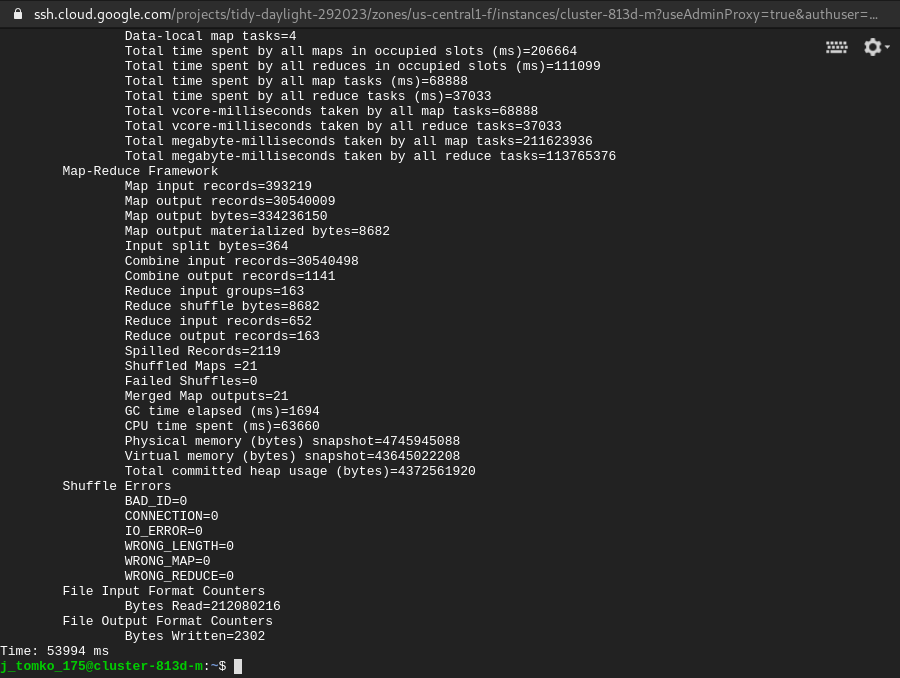 ssh.cloud.google.com/projects/tidy-daylight-292023/zones/us-central1-f/instances/cluster-813d-m?useAdminProxy=true&authuser=...
Data-local map tasks=4
Total time spent by all maps in occupied slots (ms)=206664
Total time spent by all reduces in occupied slots (ms)=111099
Total time spent by all map tasks (ms)=68888
Total time spent by all reduce tasks (ms)=37033
Total vcore-milliseconds taken by all map tasks=68888
Total vcore-milliseconds taken by all reduce tasks=37033
Total megabyte-milliseconds taken by all map tasks=211623936
Total megabyte-milliseconds taken by all reduce tasks=113765376
Map-Reduce Framework
Map input records=393219
Map output records=30540009
Map output bytes=334236150
Map output materialized bytes=8682
Input split bytes=364
Combine input records=30540498
Combine output records=1141
Reduce input groups=163
Reduce shuffle bytes=8682
Reduce input records=652
Reduce output records=163
Spilled Records=2119
Shuffled Maps =21
Failed Shuffles=0
Merged Map outputs=21
GC time elapsed (ms)=1694
CPU time spent (ms)=63660
Physical memory (bytes) snapshot=4745945088
Virtual memory (bytes) snapshot=43645022208
Total committed heap usage (bytes)=4372561920
Shuffle Errors
BAD_ID=0
CONNECTION=0
IO_ERROR=0
WRONG_LENGTH=0
WRONG_MAP=0
WRONG_REDUCE=0
File Input Format Counters
Bytes Read=212080216
File Output Format Counters
Bytes Written=2302
Time: 53994 ms
j_tomko_175@cluster-813d-m:~$